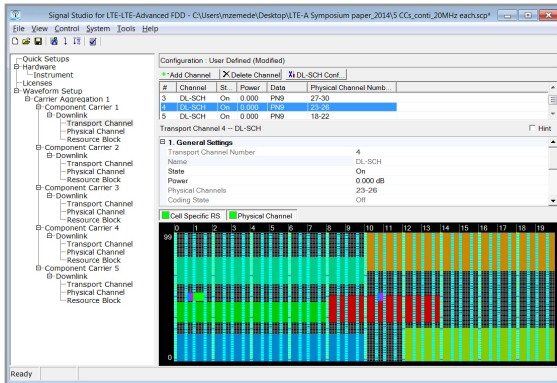 Signal Studio for LTE-LTE-Advanced FDD - C:\Users\mzemede\Desktop\LTE-A Symposium paper_2014\5 CCs_conti_20MHz each.scp*
File View Control System Tools Help
Quick Setups
Hardware
Instrument
Licenses
Waveform Setup
Carrier Aggregation 1
Component Carrier 1
Downlink
Transport Channel
Physical Channel
Resource Block
Component Carrier 2
Downlink
Transport Channel
Physical Channel
Resource Block
Component Carrier 3
Downlink
Transport Channel
Physical Channel
Resource Block
Component Carrier 4
Downlink
Transport Channel
Physical Channel
Resource Block
Component Carrier 5
Downlink
Transport Channel
Physical Channel
Resource Block
Configuration : User Defined (Modified)
Add Channel Delete Channel DL-SCH Conf...
# Channel St... Power Data Physical Channel Numb...
3 DL-SCH On 0.000 PN9 27-30
4 DL-SCH On 0.000 PN9 23-26
5 DL-SCH On 0.000 PN9 18-22
Transport Channel 4 -- DL-SCH Hint
1. General Settings
Transport Channel Number 4
Name DL-SCH
State On
Power 0.000 dB
Physical Channels 23-26
Coding State Off
Cell Specific RS Physical Channel
0 1 2 3 4 5 6 7 8 9 10 11 12 13 14 15 16 17 18 19
99
0
Ready